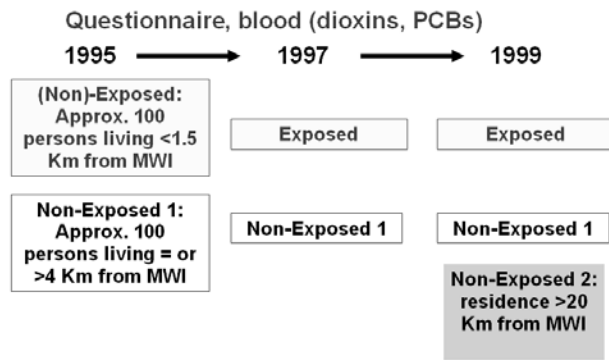 Questionnaire, blood (dioxins, PCBs)
1995 1997 1999
(Non)-Exposed:
Approx. 100
persons living <1.5
Km from MWI
Exposed
Exposed
Non-Exposed 1:
Approx. 100
persons living = or
>4 Km from MWI
Non-Exposed 1
Non-Exposed 1
Non-Exposed 2:
residence >20
Km from MWI